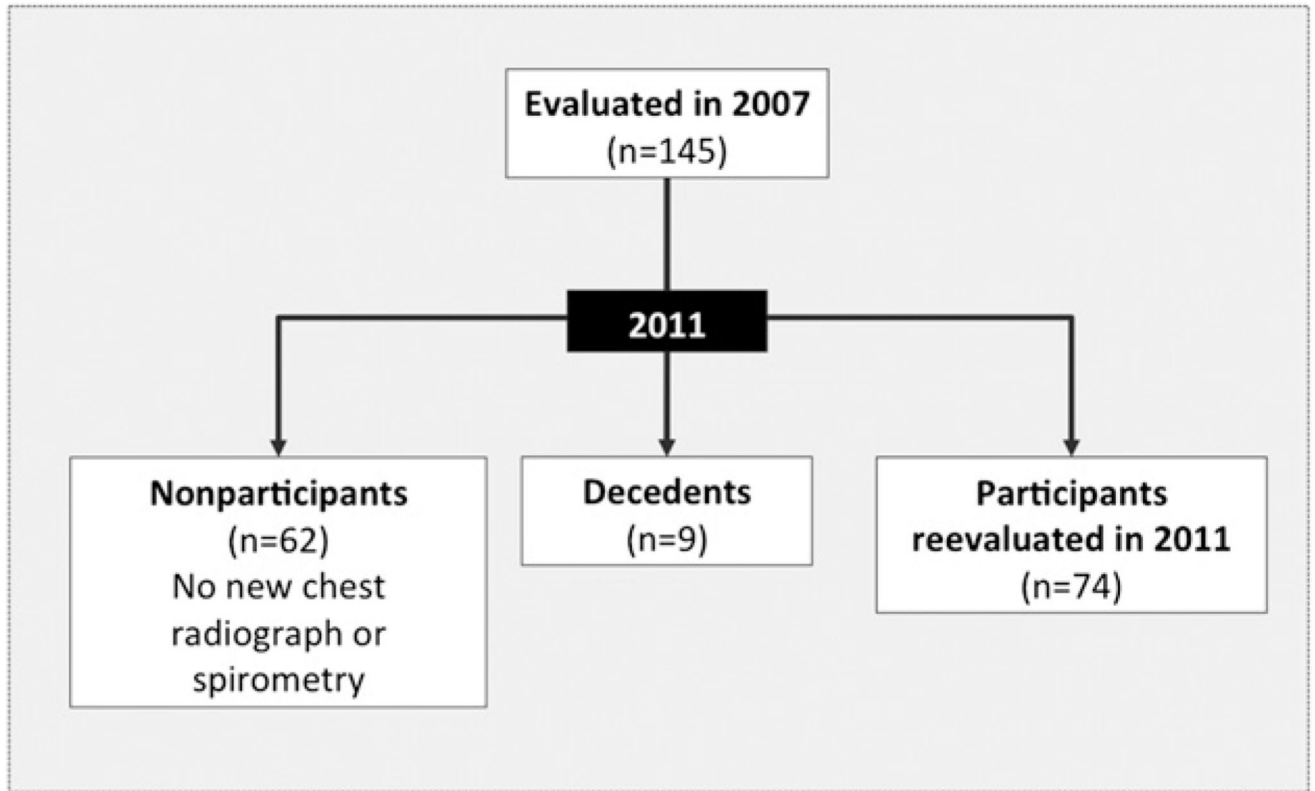 Evaluated in 2007
(n=145)
2011
Nonparticipants
(n=62)
No new chest
radiograph or
spirometry
Decedents
(n=9)
Participants
reevaluated in 2011
(n=74)